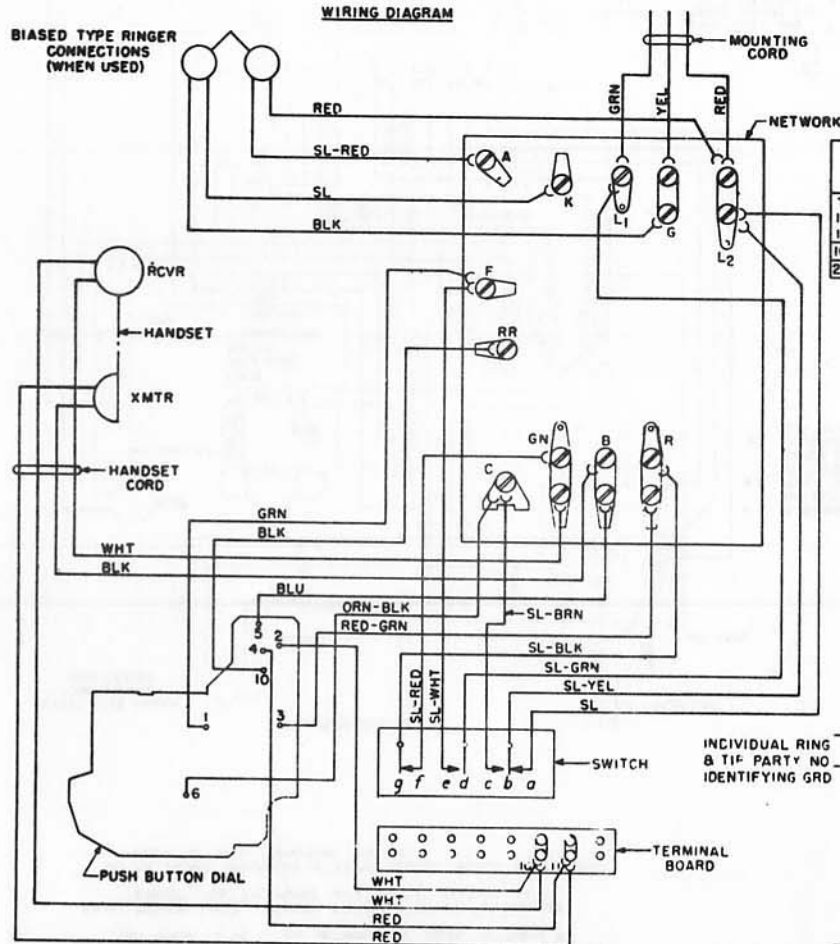 WIRING DIAGRAM
BIASED TYPE RINGER
CONNECTIONS
(WHEN USED)
MOUNTING
CORD
GRN
YEL
RED
NETWORK
RED
SL-RED
SL
BLK
A
K
L1
G
L2
RCVR
F
HANDSET
RR
XMTR
GN
B
R
C
HANDSET
CORD
GRN
BLK
WHT
BLK
BLU
ORN-BLK
RED-GRN
SL-BRN
SL-BLK
SL-GRN
SL-YEL
SL
SL-RED
SL-WHT
5
2
4
10
1
3
6
SWITCH
g f e d c b a
INDIVIDUAL RING
& TIP PARTY NO
IDENTIFYING GRD
PUSH BUTTON DIAL
TERMINAL
BOARD
WHT
WHT
RED
RED